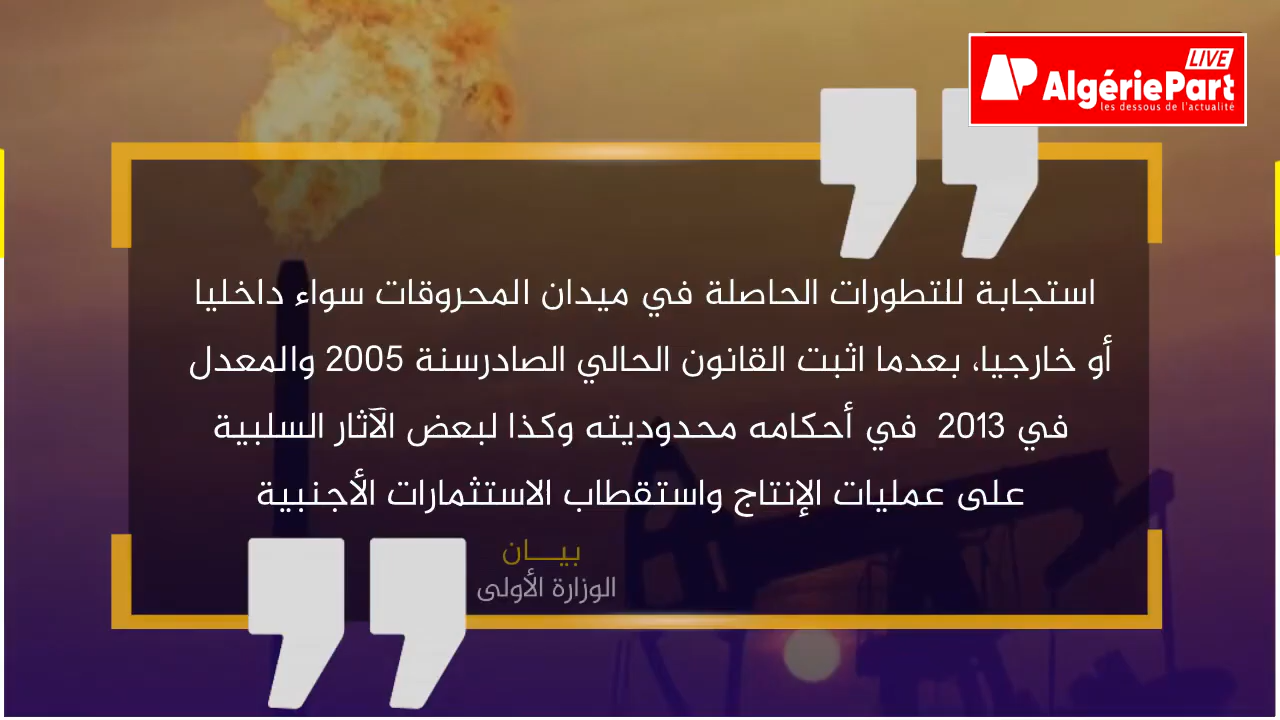 LIVE
AP AlgériePart
les dessous de l'actualité
استجابة للتطورات الحاصلة في ميدان المحروقات سواء داخليا
أو خارجيا، بعدما اثبت القانون الحالي الصادرسنة 2005 والمعدل
في 2013 في أحكامه محدوديته وكذا لبعض الآثار السلبية
على عمليات الإنتاج واستقطاب الاستثمارات الأجنبية
بيـــان
الوزارة الأولى